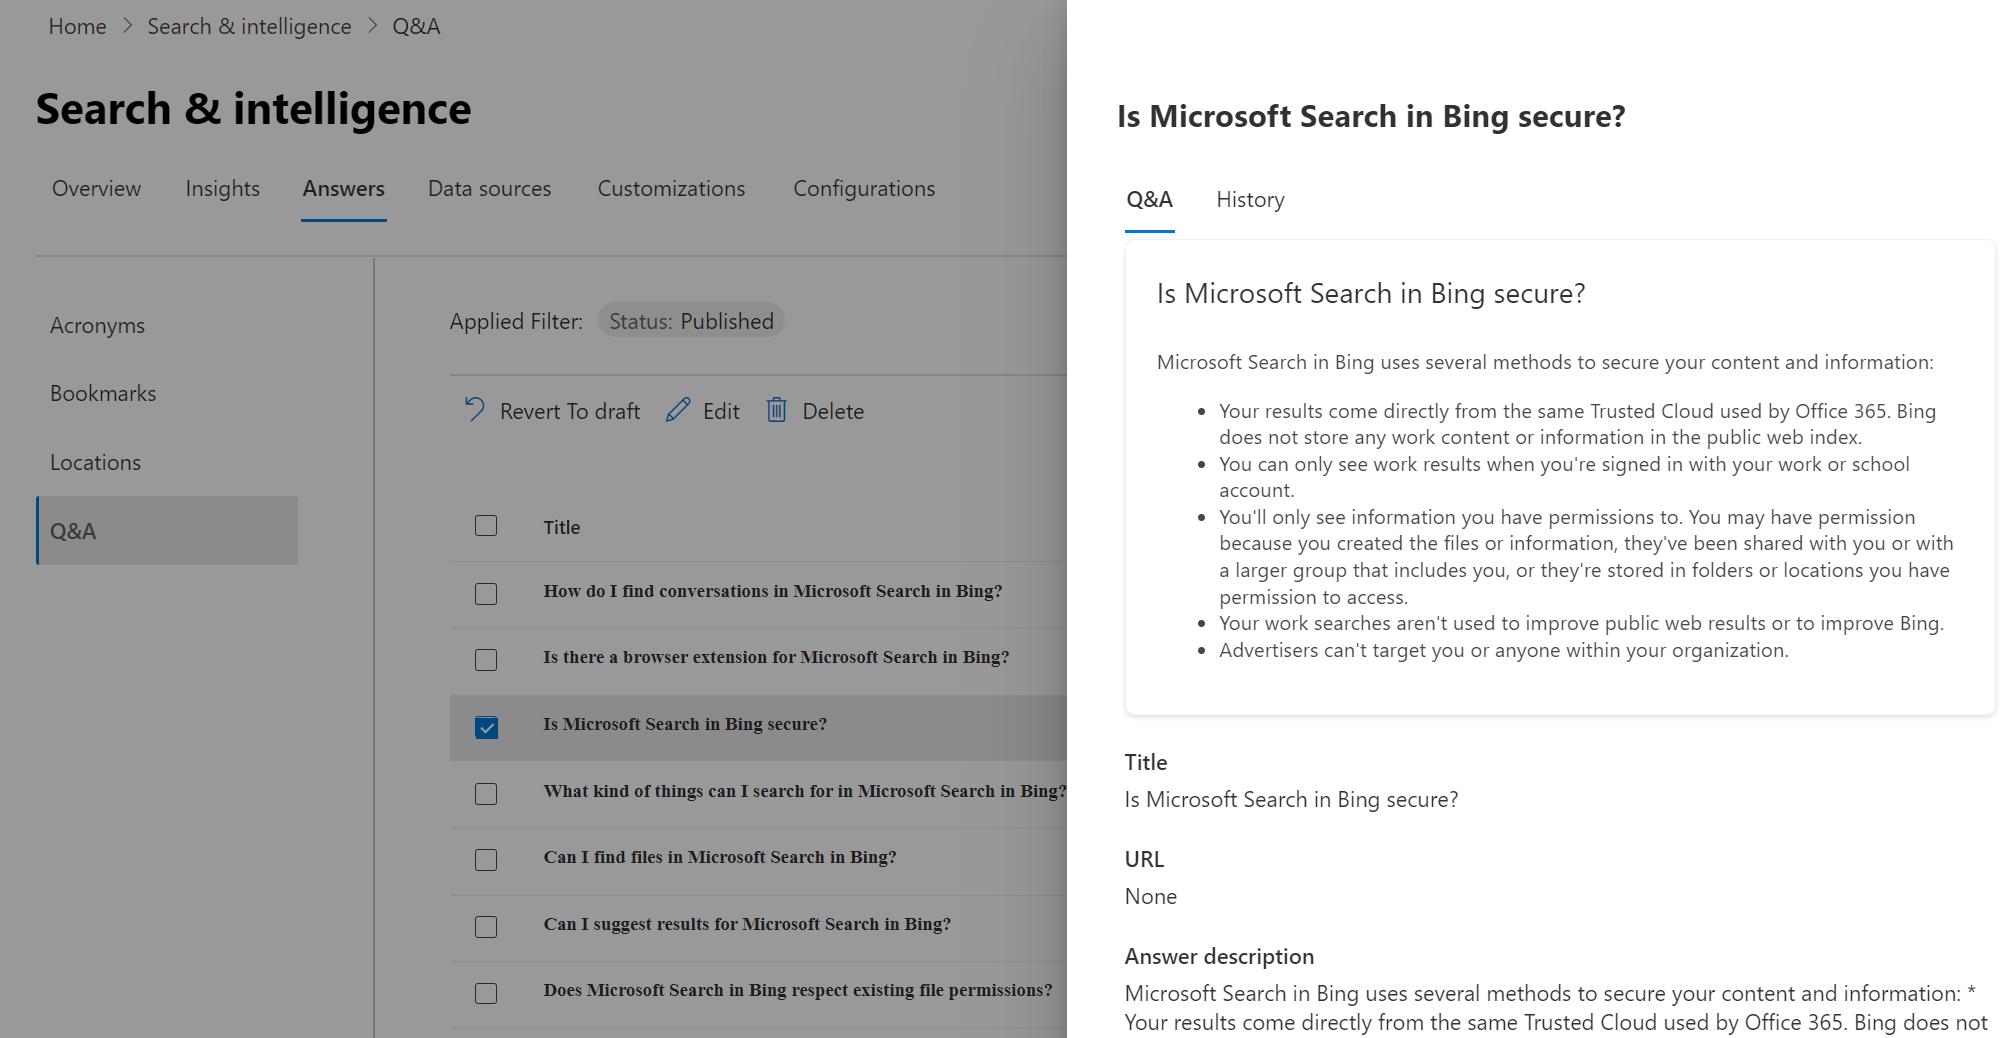 Home > Search & intelligence > Q&A
Search & intelligence
Overview Insights Answers Data sources Customizations Configurations
Acronyms
Bookmarks
Locations
Q&A
Applied Filter: Status: Published
Revert To draft Edit Delete
Title
How do I find conversations in Microsoft Search in Bing?
Is there a browser extension for Microsoft Search in Bing?
Is Microsoft Search in Bing secure?
What kind of things can I search for in Microsoft Search in Bing?
Can I find files in Microsoft Search in Bing?
Can I suggest results for Microsoft Search in Bing?
Does Microsoft Search in Bing respect existing file permissions?
Is Microsoft Search in Bing secure?
Q&A History
Is Microsoft Search in Bing secure?
Microsoft Search in Bing uses several methods to secure your content and information:
• Your results come directly from the same Trusted Cloud used by Office 365. Bing
does not store any work content or information in the public web index.
• You can only see work results when you're signed in with your work or school
account.
• You'll only see information you have permissions to. You may have permission
because you created the files or information, they've been shared with you or with
a larger group that includes you, or they're stored in folders or locations you have
permission to access.
• Your work searches aren't used to improve public web results or to improve Bing.
• Advertisers can't target you or anyone within your organization.
Title
Is Microsoft Search in Bing secure?
URL
None
Answer description
Microsoft Search in Bing uses several methods to secure your content and information: *
Your results come directly from the same Trusted Cloud used by Office 365. Bing does not